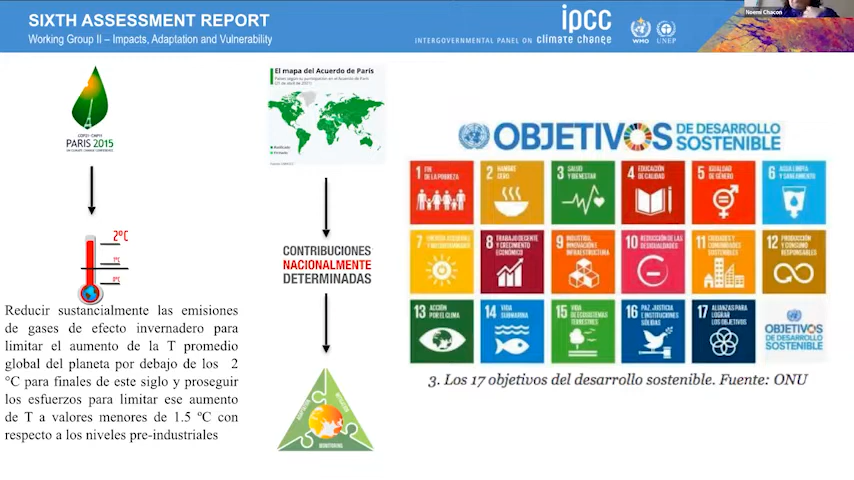 SIXTH ASSESSMENT REPORT
Working Group II – Impacts, Adaptation and Vulnerability
INTERGOVERNMENTAL PANEL ON climate change
ipcc
WMO
UNEP
Noemi Chacon
PARIS 2015
2°C
1°C
Reducir sustancialmente las emisiones
de gases de efecto invernadero para
limitar el aumento de la T promedio
global del planeta por debajo de los 2
°C para finales de este siglo y proseguir
los esfuerzos para limitar ese aumento
de T a valores menores de 1.5 ºC con
respecto a los niveles pre-industriales
El mapa del Acuerdo de París
CONTRIBUCIONES
NACIONALMENTE
DETERMINADAS
OBJETIVOS DE DESARROLLO SOSTENIBLE
1 FIN DE LA POBREZA
2 HAMBRE CERO
3 SALUD Y BIENESTAR
4 EDUCACIÓN DE CALIDAD
5 IGUALDAD DE GÉNERO
6 AGUA LIMPIA Y SANEAMIENTO
7
8 TRABAJO DECENTE Y CRECIMIENTO ECONÓMICO
9 INDUSTRIA, INNOVACIÓN E INFRAESTRUCTURA
10 REDUCCIÓN DE LAS DESIGUALDADES
11 CIUDADES Y COMUNIDADES SOSTENIBLES
12 PRODUCCIÓN Y CONSUMO RESPONSABLES
13 ACCIÓN POR EL CLIMA
14 VIDA SUBMARINA
15 VIDA DE ECOSISTEMAS TERRESTRES
16 PAZ, JUSTICIA E INSTITUCIONES SÓLIDAS
17 ALIANZAS PARA LOGRAR LOS OBJETIVOS
OBJETIVOS DE DESARROLLO SOSTENIBLE
3. Los 17 objetivos del desarrollo sostenible. Fuente: ONU